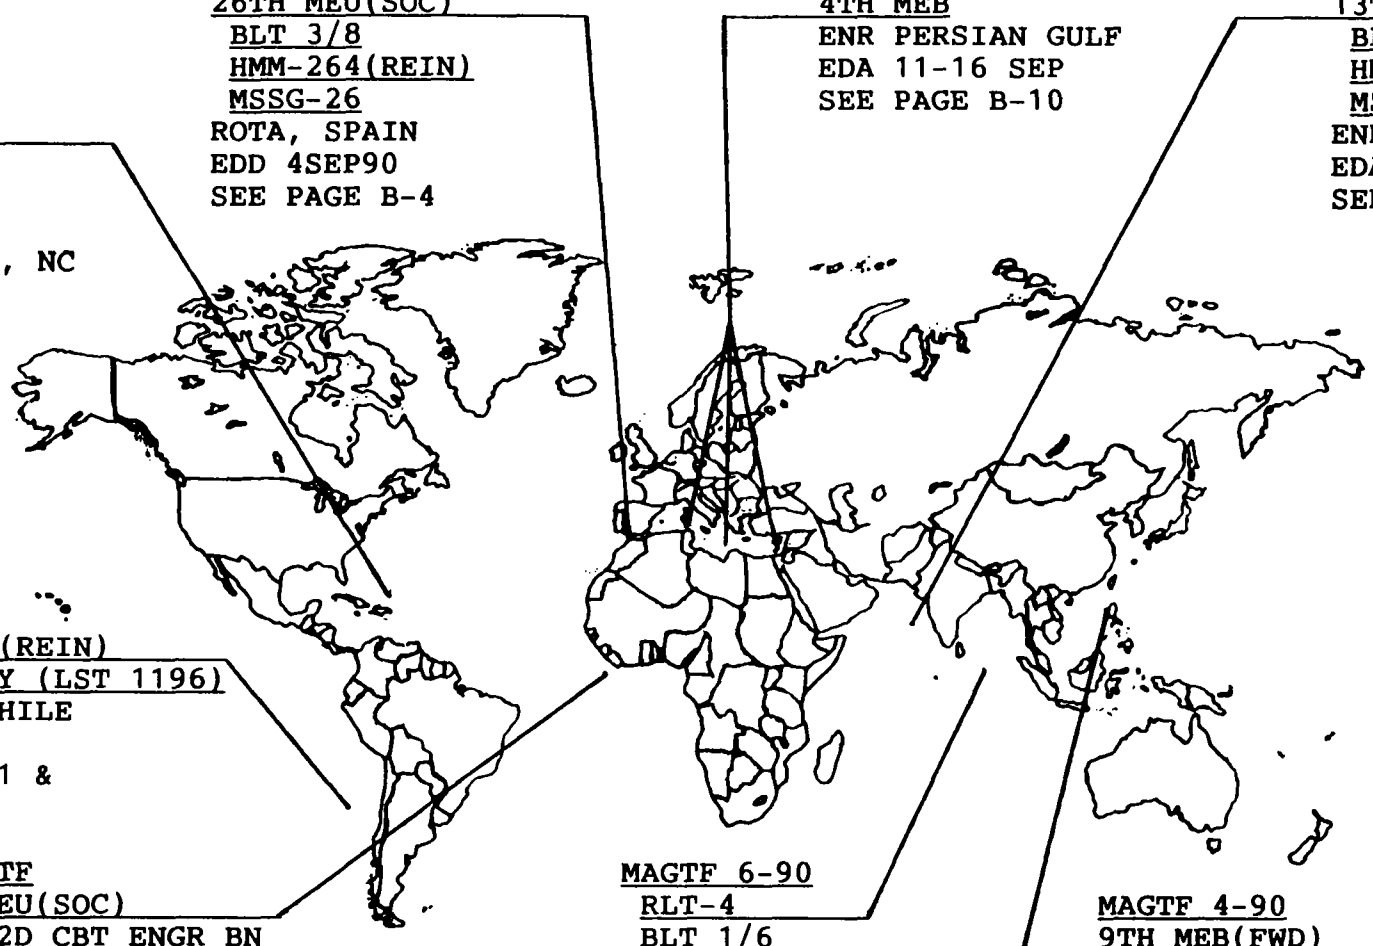 26TH MEU(SOC)
BLT 3/8
HMM-264(REIN)
MSSG-26
ROTA, SPAIN
EDD 4SEP90
SEE PAGE B-4
4TH MEB
ENR PERSIAN GULF
EDA 11-16 SEP
SEE PAGE B-10
, NC
(REIN)
Y (LST 1196)
HILE
1 &
TF
EU(SOC)
2D CBT ENGR BN
MAGTF 6-90
RLT-4
BLT 1/6
MAGTF 4-90
9TH MEB(FWD)